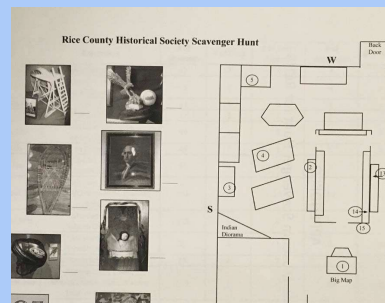 Rice County Historical Society Scavenger Hunt
Back
Door
W
5
4
2
3
S
14
15
Indian
Diorama
1
Big Map